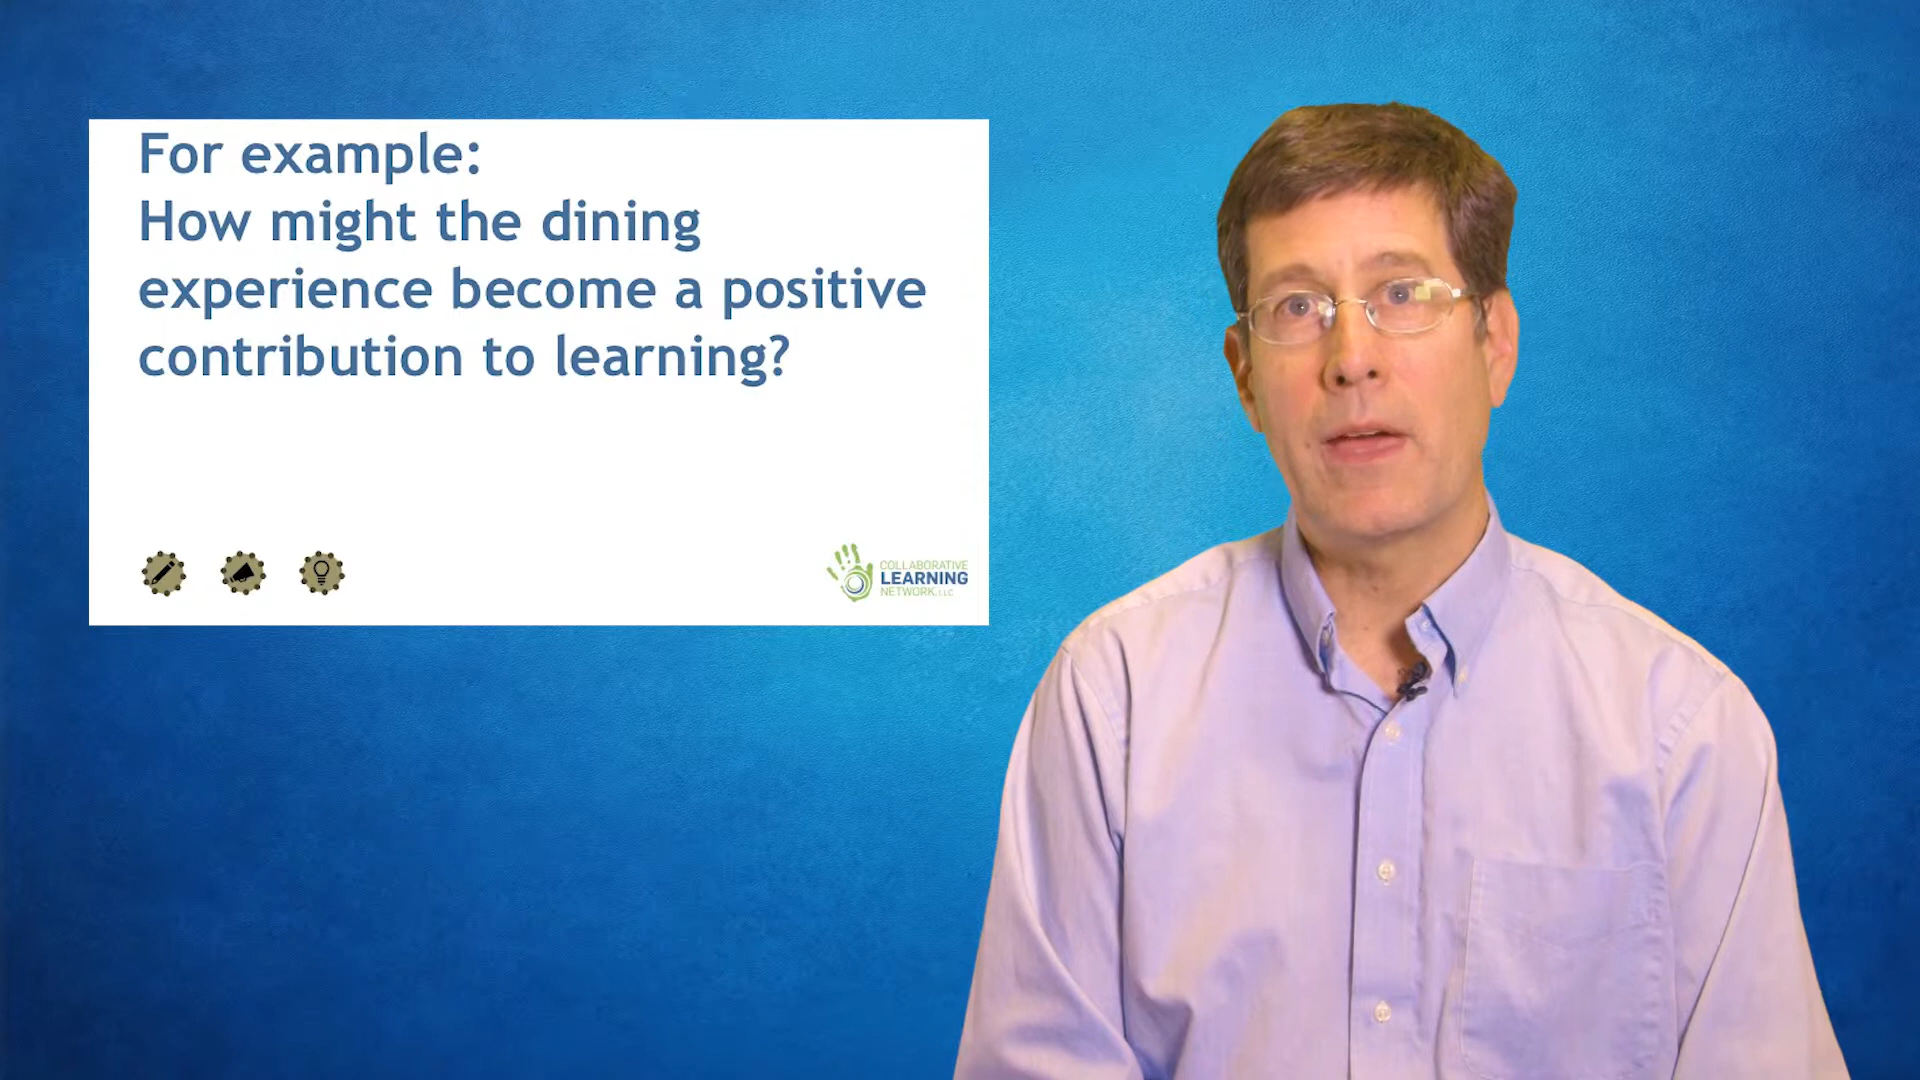 For example:
How might the dining
experience become a positive
contribution to learning?
COLLABORATIVE
LEARNING
NETWORK, LLC